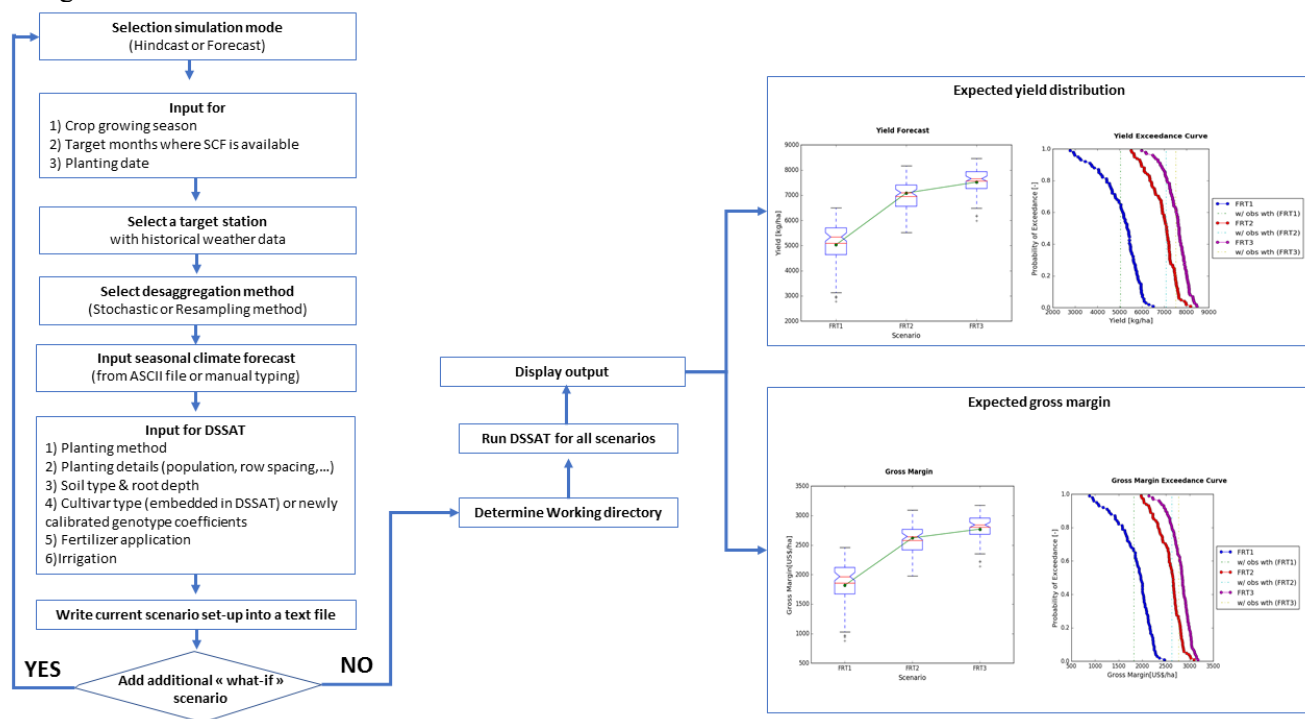 Selection simulation mode
(Hindcast or Forecast)
Input for
1) Crop growing season
2) Target months where SCF is available
3) Planting date
Select a target station
with historical weather data
Select desaggregation method
(Stochastic or Resampling method)
Input seasonal climate forecast
(from ASCII file or manual typing)
Input for DSSAT
1) Planting method
2) Planting details (population, row spacing,...)
3) Soil type & root depth
4) Cultivar type (embedded in DSSAT) or newly
calibrated genotype coefficients
5) Fertilizer application
6)Irrigation
Write current scenario set-up into a text file
YES
Add additional « what-if »
scenario
NO
Determine Working directory
Run DSSAT for all scenarios
Display output
Expected yield distribution
Yield Forecast
9000
8000
7000
6000
5000
4000
3000
2000
Yield [kg/ha]
FRT1
FRT2
FRT3
Scenario
Yield Exceedance Curve
1.0
0.8
0.6
0.4
0.2
0.0
Probability of Exceedance [-]
2000
3000
4000
5000
6000
7000
8000
9000
Yield [kg/ha]
FRT1
w/ obs wth (FRT1)
FRT2
w/ obs wth (FRT2)
FRT3
w/ obs wth (FRT3)
Expected gross margin
Gross Margin
3500
3000
2500
2000
1500
1000
500
Gross Margin[US$/ha]
FRT1
FRT2
FRT3
Scenario
Gross Margin Exceedance Curve
1.0
0.8
0.6
0.4
0.2
0.0
Probability of Exceedance [-]
500
1000
1500
2000
2500
3000
3500
Gross Margin[US$/ha]
FRT1
w/ obs wth (FRT1)
FRT2
w/ obs wth (FRT2)
FRT3
w/ obs wth (FRT3)